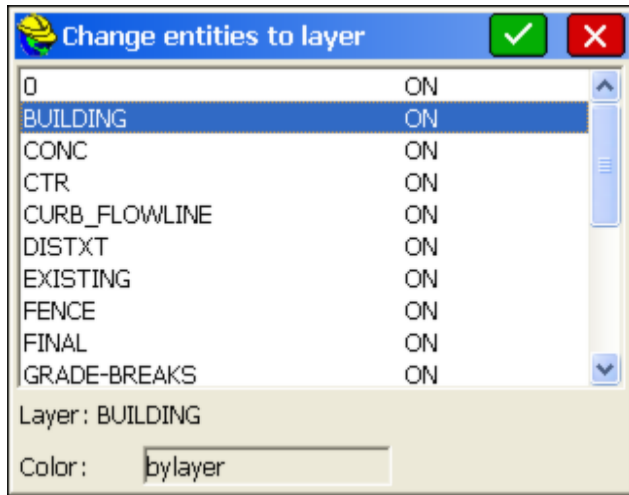 Change entities to layer
0 ON
BUILDING ON
CONC ON
CTR ON
CURB_FLOWLINE ON
DISTXT ON
EXISTING ON
FENCE ON
FINAL ON
GRADE-BREAKS ON
Layer: BUILDING
Color: bylayer